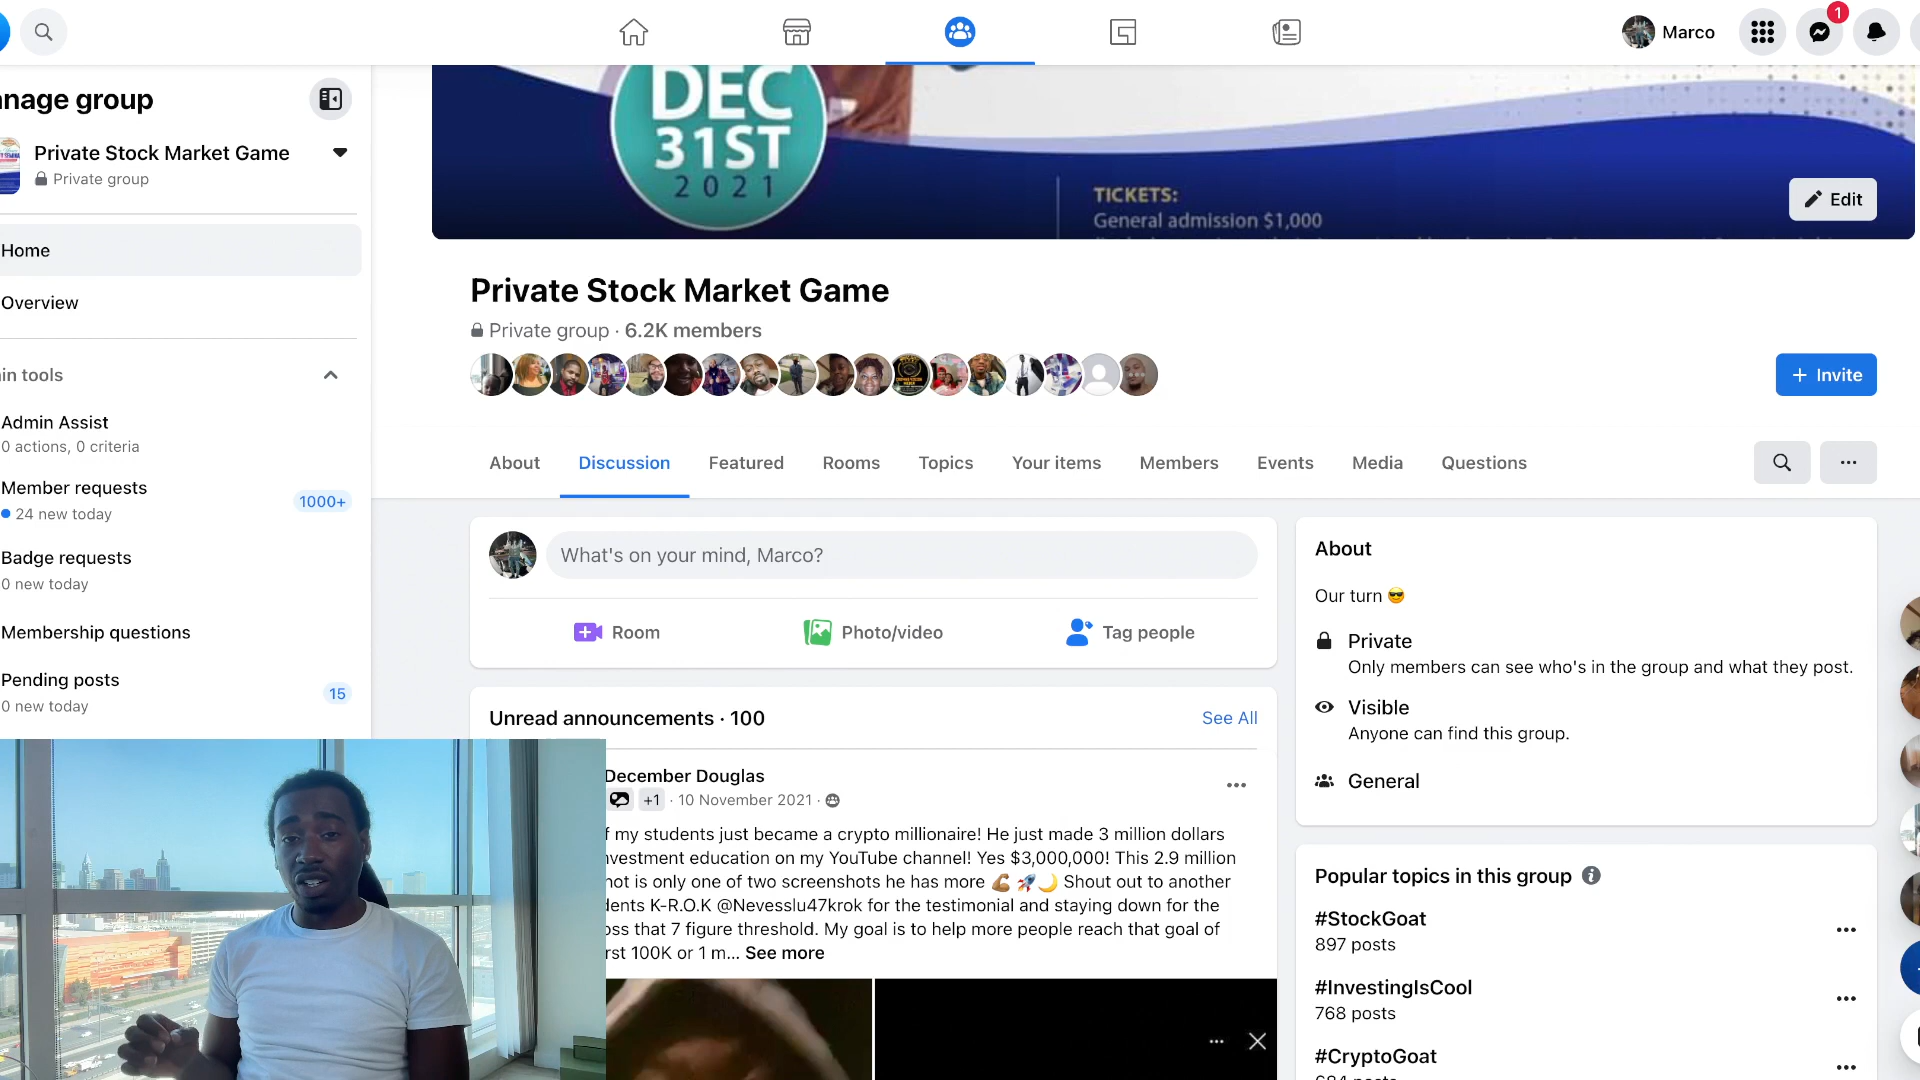 Marco
1
nage group
Private Stock Market Game
Private group
Home
Overview
in tools
Admin Assist
0 actions, 0 criteria
Member requests
24 new today
1000+
Badge requests
0 new today
Membership questions
Pending posts
0 new today
15
DEC
31ST
2021
TICKETS:
General admission $1,000
Edit
Private Stock Market Game
Private group · 6.2K members
+ Invite
About
Discussion
Featured
Rooms
Topics
Your items
Members
Events
Media
Questions
What's on your mind, Marco?
Room
Photo/video
Tag people
Unread announcements · 100
See All
December Douglas
+1 · 10 November 2021 ·
f my students just became a crypto millionaire! He just made 3 million dollars
nvestment education on my YouTube channel! Yes $3,000,000! This 2.9 million
hot is only one of two screenshots he has more 💪🏾 🚀🌙 Shout out to another
dents K-R.O.K @Nevesslu47krok for the testimonial and staying down for the
oss that 7 figure threshold. My goal is to help more people reach that goal of
rst 100K or 1 m... See more
About
Our turn 😎
Private
Only members can see who's in the group and what they post.
Visible
Anyone can find this group.
General
Popular topics in this group
#StockGoat
897 posts
#InvestingIsCool
768 posts
#CryptoGoat